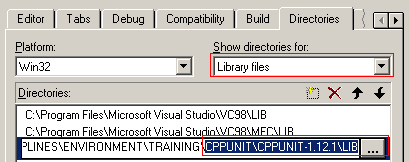 Editor Tabs Debug Compatibility Build Directories
Platform: Show directories for:
Win32 Library files
Directories:
C:\Program Files\Microsoft Visual Studio\VC98\LIB
C:\Program Files\Microsoft Visual Studio\VC98\MFC\LIB
PLINES\ENVIRONMENT\TRAINING\CPPUNIT\CPPUNIT-1.12.1\LIB ...